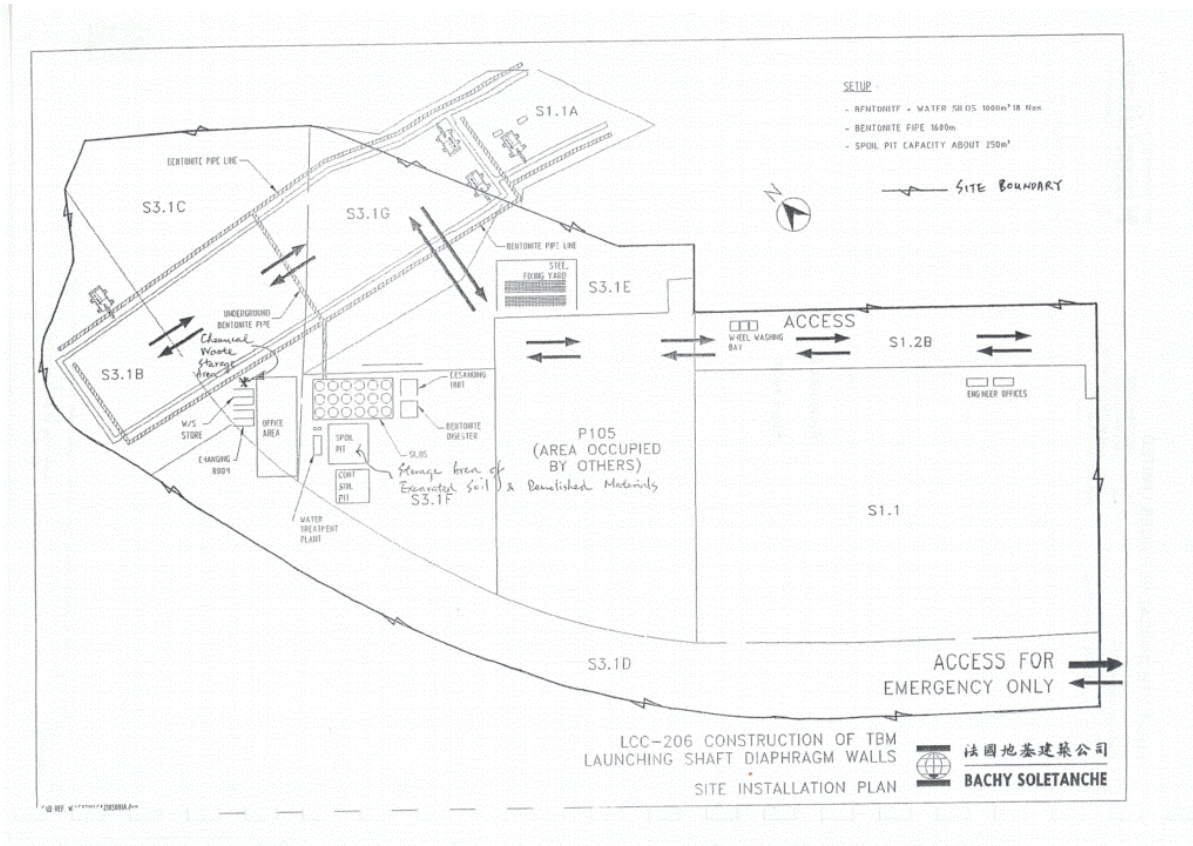 SETUP
- BENTONITE + WATER SILOS 1000m³ 18 Nos
- BENTONITE PIPE 1600m
- SPOIL PIT CAPACITY ABOUT 250m³
SITE BOUNDARY
N
S1.1A
BENTONITE PIPE LINE
S3.1C
S3.1G
BENTONITE PIPE LINE
STEEL
FIXING YARD
S3.1E
UNDERGROUND
BENTONITE PIPE
Chemical
Waste
Storage
Area
S3.1B
WHEEL WASHING
BAY
ACCESS
S1.2B
ENGINEER OFFICES
W/S
STORE
OFFICE
AREA
CHANGING
ROOM
DESANDING
UNIT
BENTONITE
DIGESTER
SILOS
SPOIL
PIT
CONT
SOIL
PIT
Storage Area of
Excavated Soil & Demolished Materials
S3.1F
WATER
TREATMENT
PLANT
P105
(AREA OCCUPIED
BY OTHERS)
S1.1
S3.1D
ACCESS FOR
EMERGENCY ONLY
LCC-206 CONSTRUCTION OF TBM
LAUNCHING SHAFT DIAPHRAGM WALLS
SITE INSTALLATION PLAN
法國地基建築公司
BACHY SOLETANCHE